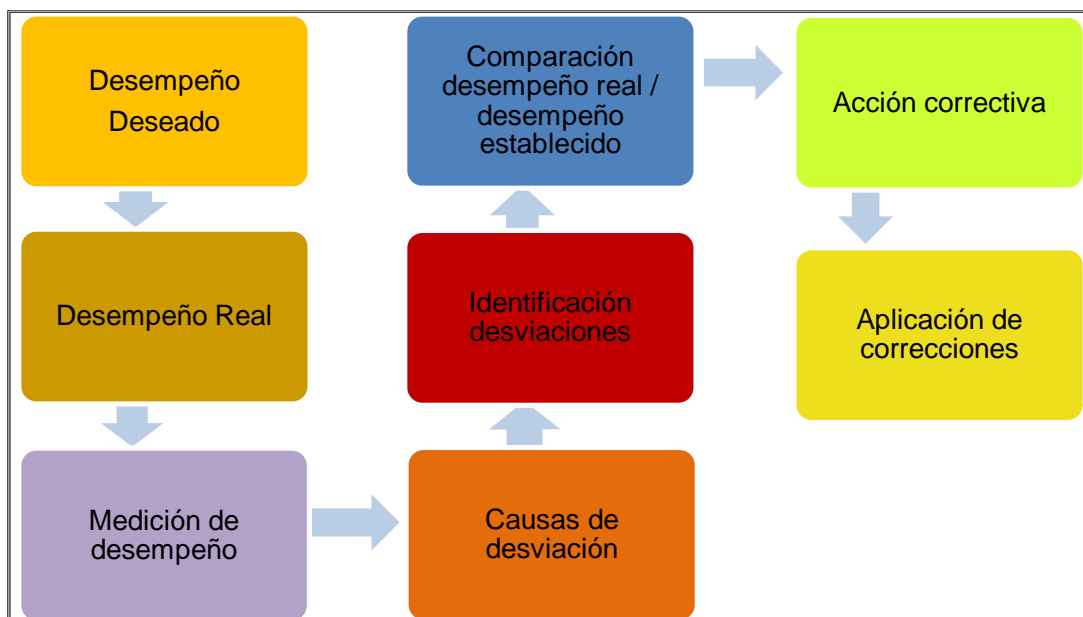 Desempeño
Deseado
Desempeño Real
Medición de
desempeño
Causas de
desviación
Identificación
desviaciones
Comparación
desempeño real /
desempeño
establecido
Acción correctiva
Aplicación de
correcciones